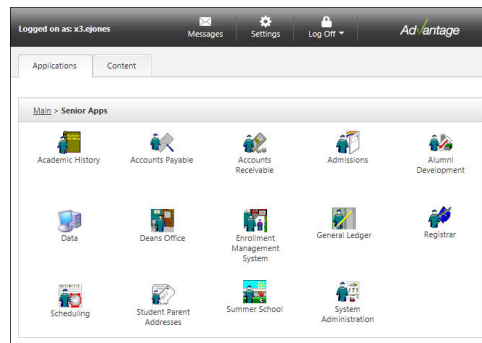 Logged on as: x3.ejones
Messages
Settings
Log Off
Advantage
Applications
Content
Main > Senior Apps
Academic History
Accounts Payable
Accounts
Receivable
Admissions
Alumni
Development
Data
Deans Office
Enrollment
Management
System
General Ledger
Registrar
Scheduling
Student Parent
Addresses
Summer School
System
Administration